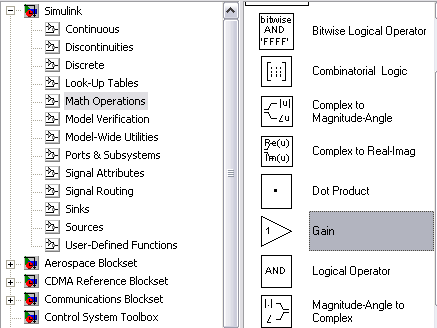 Simulink
Continuous
Discontinuities
Discrete
Look-Up Tables
Math Operations
Model Verification
Model-Wide Utilities
Ports & Subsystems
Signal Attributes
Signal Routing
Sinks
Sources
User-Defined Functions
Aerospace Blockset
CDMA Reference Blockset
Communications Blockset
Control System Toolbox
bitwise
AND
'FFFF'
Bitwise Logical Operator
Combinatorial Logic
|u|
∠u
Complex to
Magnitude-Angle
Re(u)
Im(u)
Complex to Real-Imag
Dot Product
1
Gain
AND
Logical Operator
|.|
∠
Magnitude-Angle to
Complex